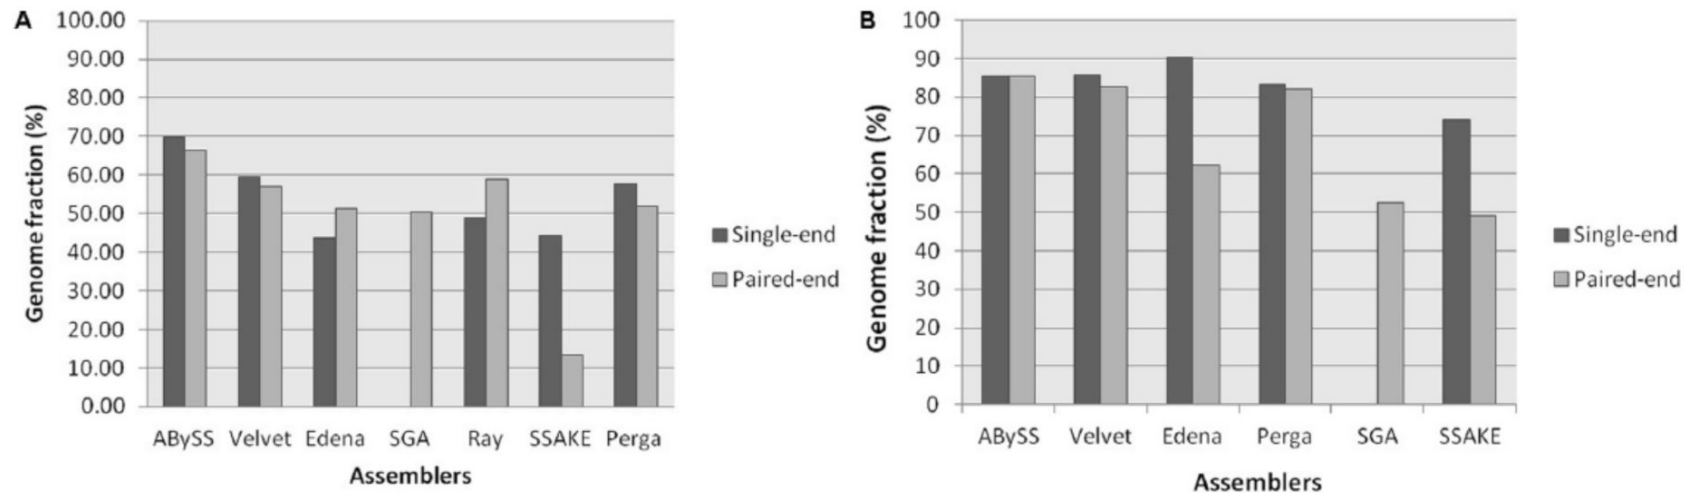 A
100.00
90.00
80.00
70.00
60.00
50.00
40.00
30.00
20.00
10.00
0.00
Genome fraction (%)
ABySS Velvet Edena SGA Ray SSAKE Perga
Assemblers
Single-end
Paired-end
B
100
90
80
70
60
50
40
30
20
10
0
Genome fraction (%)
ABySS Velvet Edena Perga SGA SSAKE
Assemblers
Single-end
Paired-end